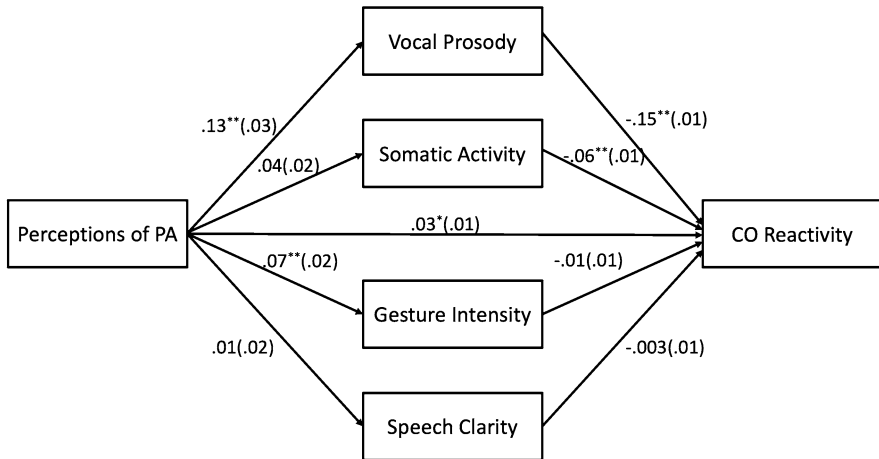 Vocal Prosody
.13**(.03)
-.15**(.01)
Somatic Activity
.04(.02)
-.06**(.01)
Perceptions of PA
.03*(.01)
CO Reactivity
.07**(.02)
-.01(.01)
Gesture Intensity
.01(.02)
-.003(.01)
Speech Clarity